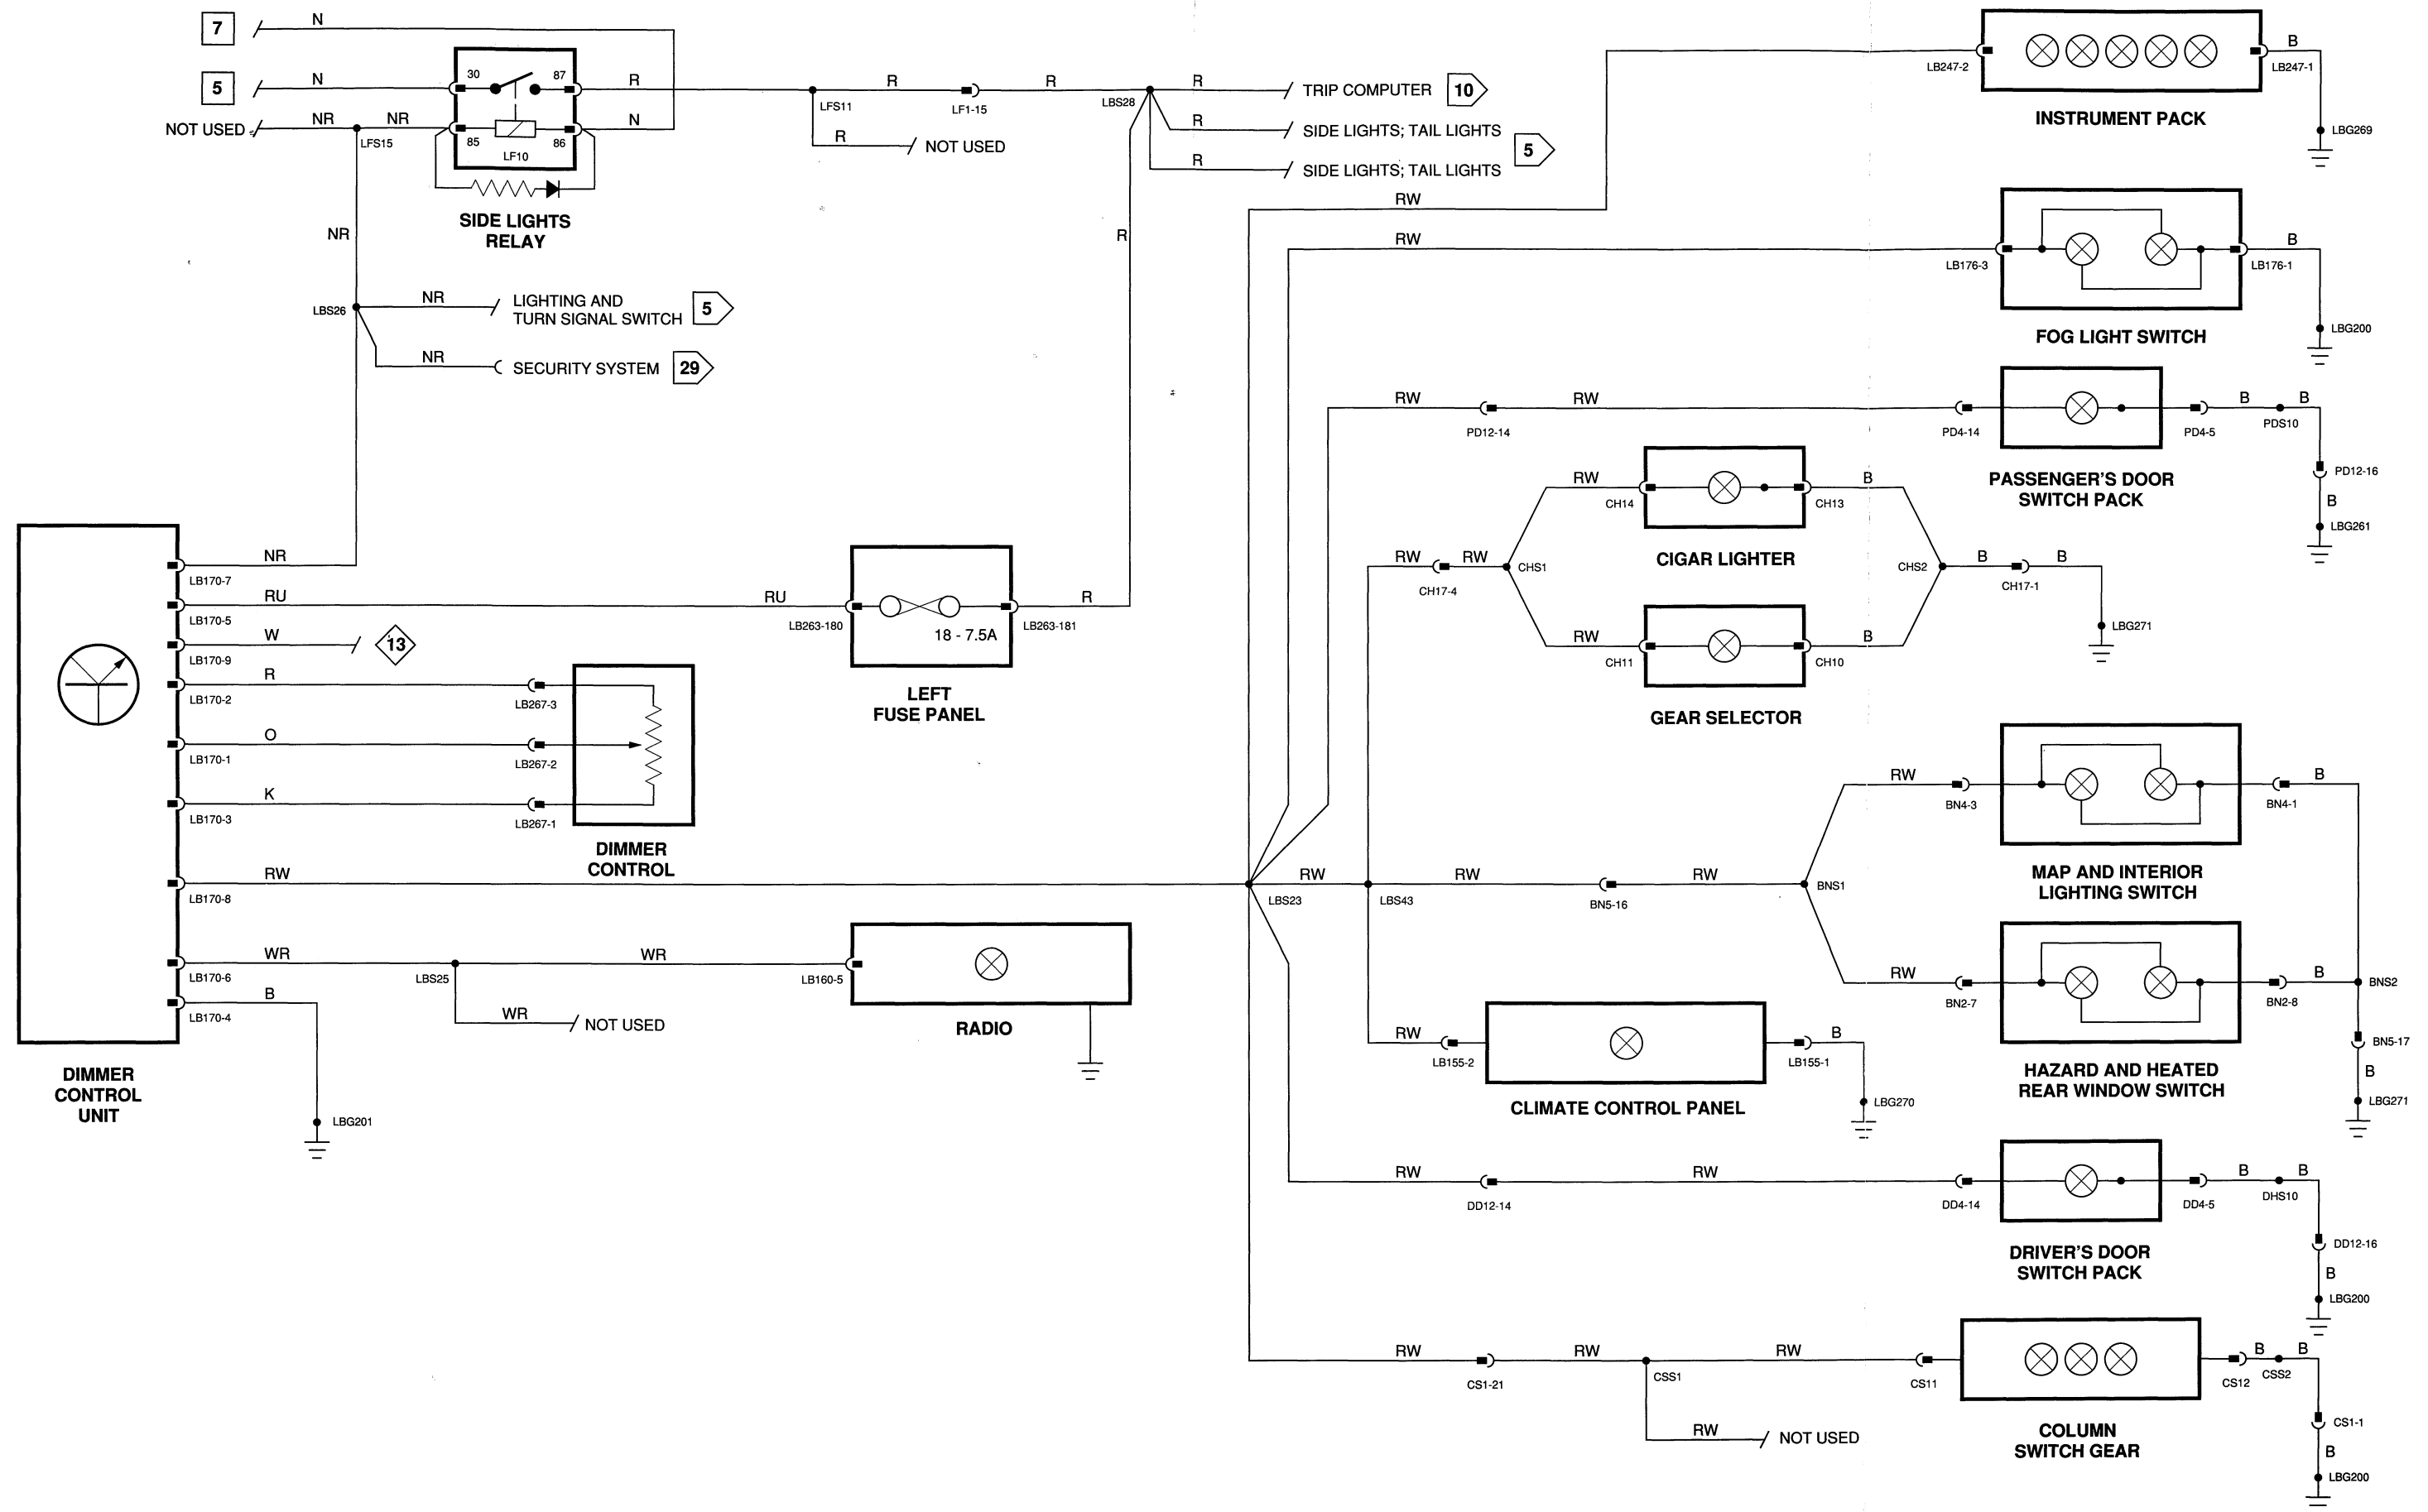 7
N
5
N
NOT USED
NR
NR
LFS15
30
87
85
86
LF10
R
N
SIDE LIGHTS
RELAY
LFS11
R
LF1-15
R
R
NOT USED
LBS28
R
TRIP COMPUTER
10
R
SIDE LIGHTS; TAIL LIGHTS
5
R
SIDE LIGHTS; TAIL LIGHTS
NR
LBS26
NR
LIGHTING AND
TURN SIGNAL SWITCH
5
NR
SECURITY SYSTEM
29
R
RW
LB247-2
LB247-1
B
INSTRUMENT PACK
LBG269
RW
LB176-3
LB176-1
B
FOG LIGHT SWITCH
LBG200
RW
PD12-14
RW
PD4-14
PD4-5
B
PDS10
B
PASSENGER'S DOOR
SWITCH PACK
PD12-16
B
LBG261
RW
CH14
CH13
B
CIGAR LIGHTER
RW
CH17-4
RW
CHS1
CHS2
B
CH17-1
B
LBG271
RW
CH11
CH10
B
GEAR SELECTOR
NR
LB170-7
RU
LB170-5
RU
LB263-180
18 - 7.5A
LB263-181
R
LEFT
FUSE PANEL
W
LB170-9
13
R
LB170-2
LB267-3
O
LB170-1
LB267-2
K
LB170-3
LB267-1
DIMMER
CONTROL
RW
LB170-8
LBS23
RW
LBS43
RW
BN5-16
RW
BNS1
RW
BN4-3
BN4-1
B
MAP AND INTERIOR
LIGHTING SWITCH
RW
BN2-7
BN2-8
B
BNS2
HAZARD AND HEATED
REAR WINDOW SWITCH
BN5-17
B
LBG271
WR
LB170-6
LBS25
WR
LB160-5
WR
NOT USED
RADIO
B
LB170-4
LBG201
DIMMER
CONTROL
UNIT
RW
LB155-2
LB155-1
B
CLIMATE CONTROL PANEL
LBG270
RW
DD12-14
RW
DD4-14
DD4-5
B
DHS10
B
DRIVER'S DOOR
SWITCH PACK
DD12-16
B
LBG200
RW
CS1-21
RW
CSS1
RW
CS11
CS12
B
CSS2
B
RW
NOT USED
COLUMN
SWITCH GEAR
CS1-1
B
LBG200